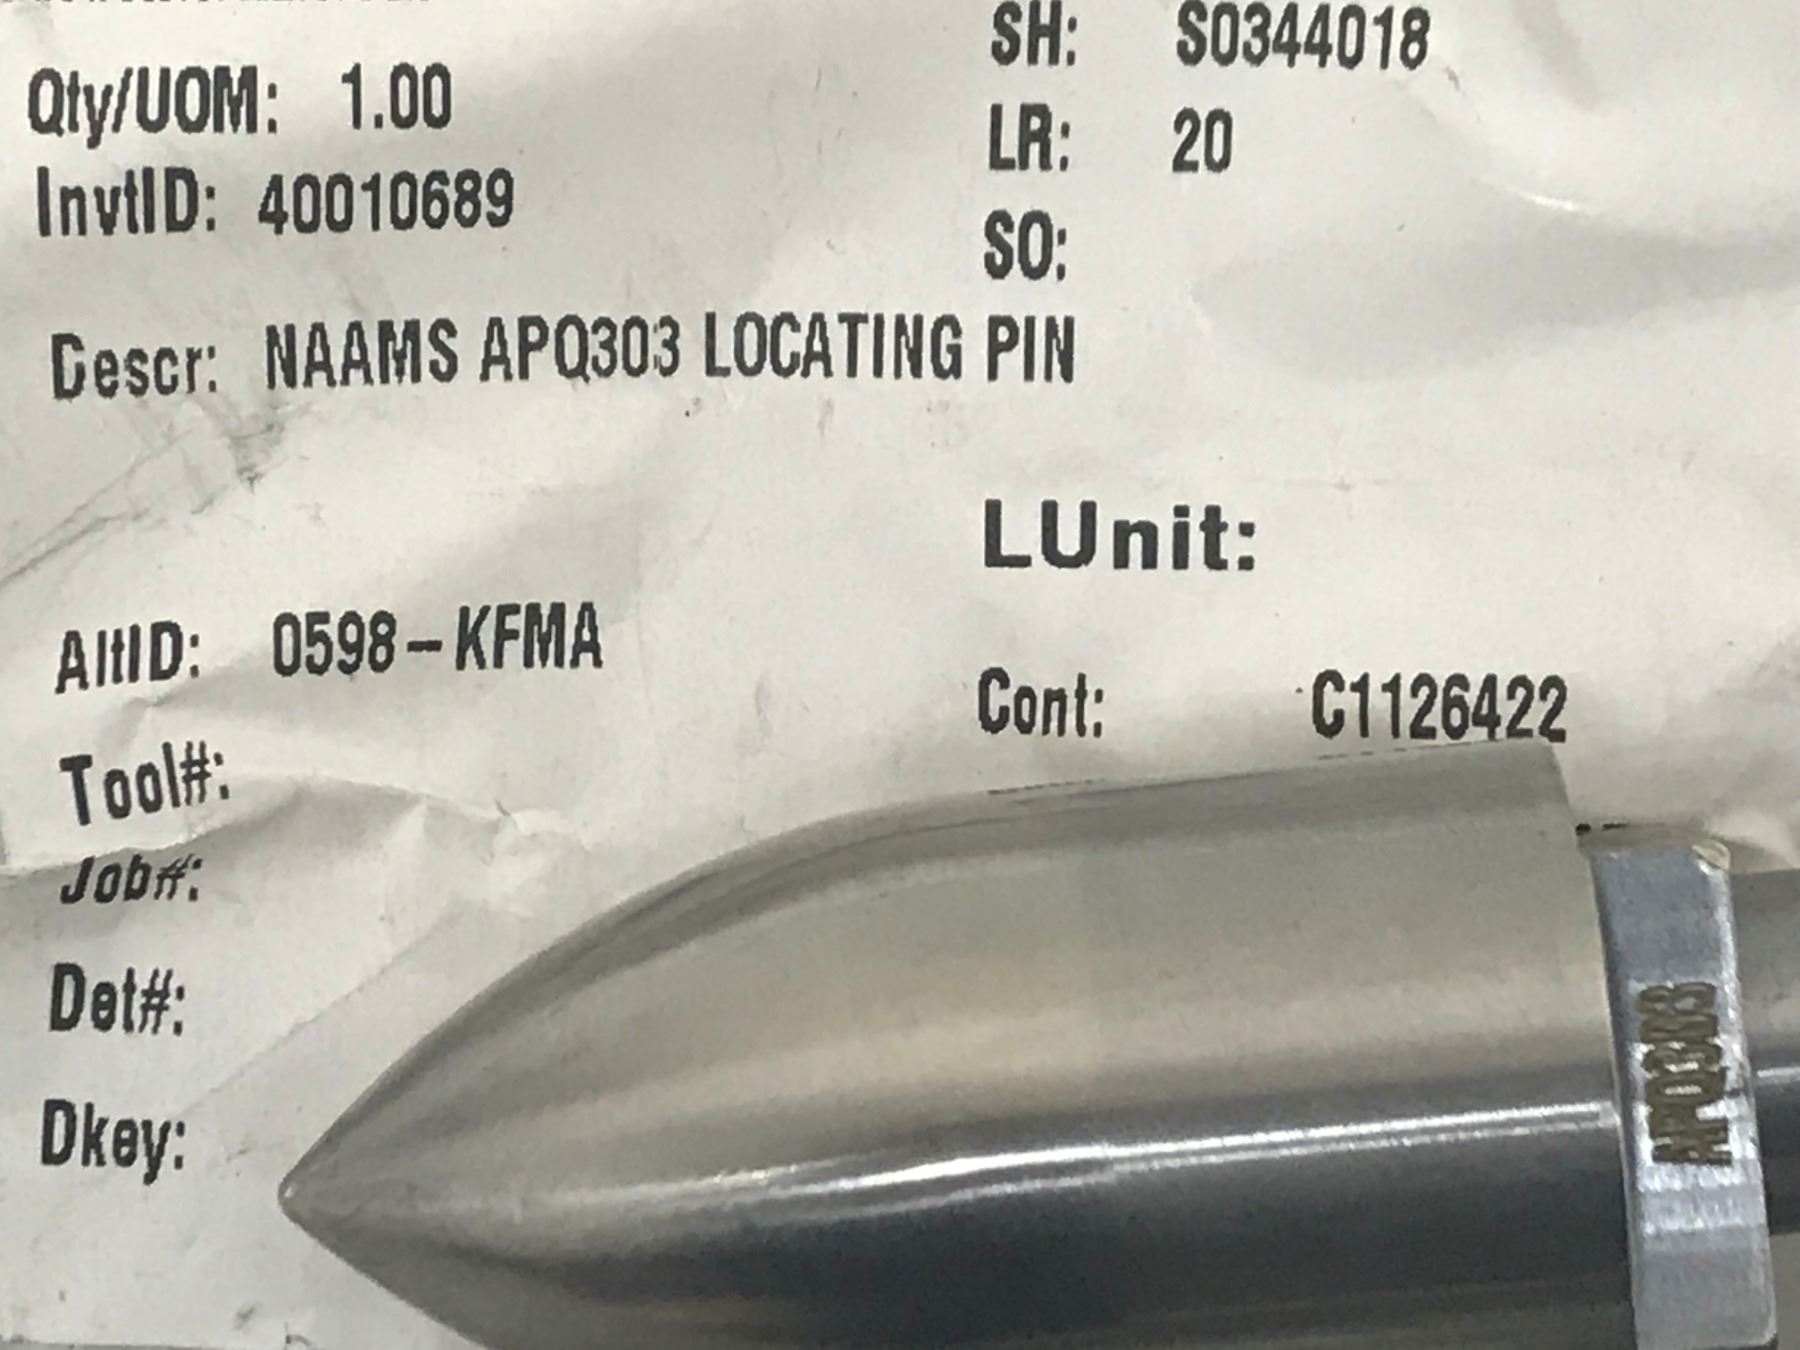 SH: S0344018
Qty/UOM: 1.00
LR: 20
InvtID: 40010689
SO:
Descr: NAAMS APQ303 LOCATING PIN
LUnit:
AltID: 0598-KFMA
Cont: C1126422
Tool#:
Job#:
Det#:
Dkey:
APQ303